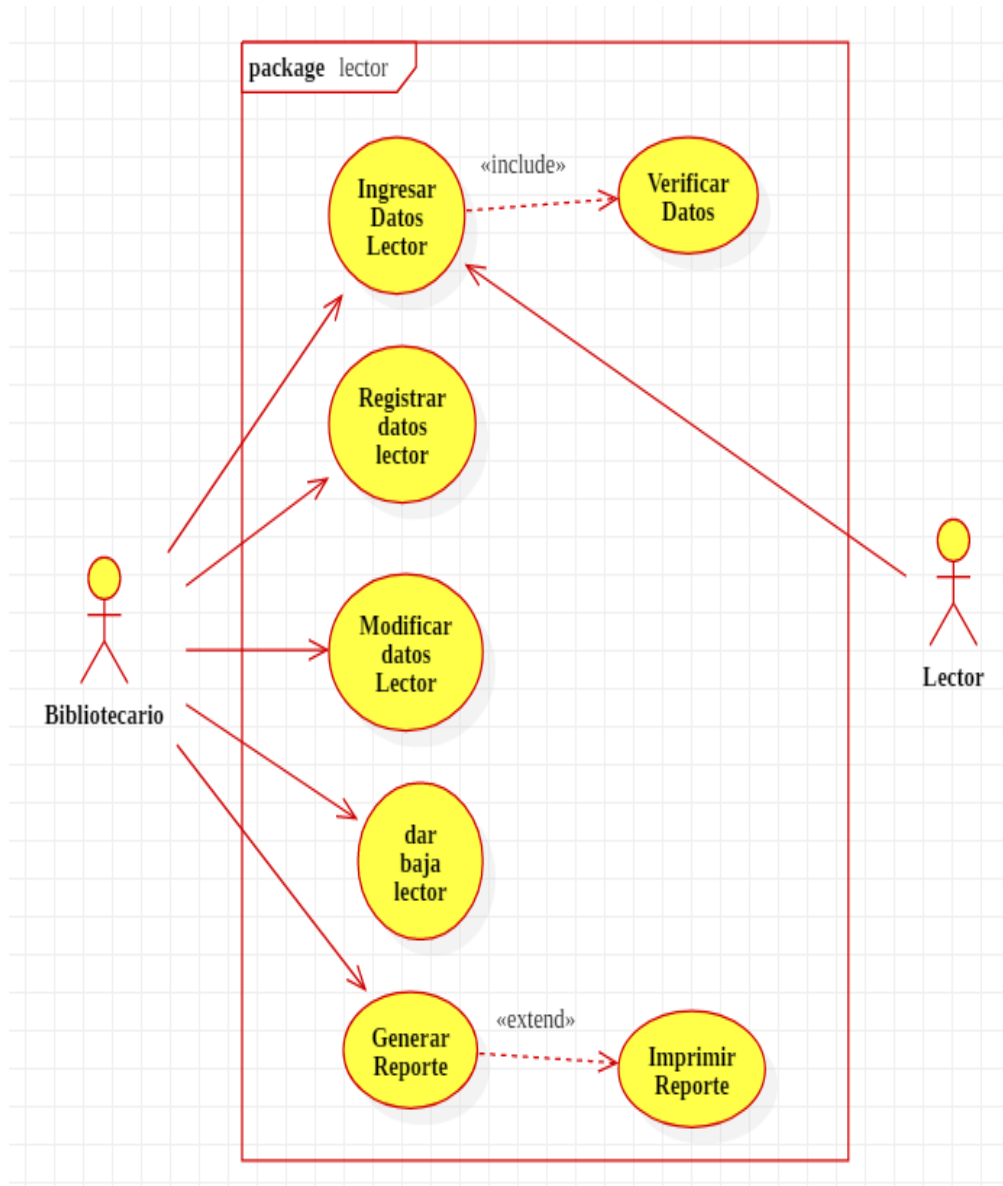 package lector
«include»
Ingresar
Datos
Lector
Verificar
Datos
Registrar
datos
lector
Modificar
datos
Lector
Bibliotecario
Lector
dar
baja
lector
«extend»
Generar
Reporte
Imprimir
Reporte